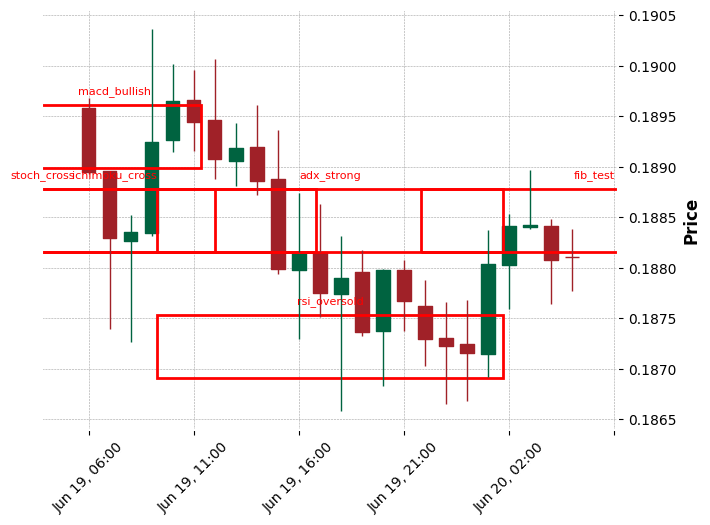 0.1905
0.1900
macd_bullish
0.1895
0.1890
stoch_cross
ichimoku_cross
adx_strong
fib_test
0.1885
Price
0.1880
rsi_oversold
0.1875
0.1870
0.1865
Jun 19, 06:00
Jun 19, 11:00
Jun 19, 16:00
Jun 19, 21:00
Jun 20, 02:00